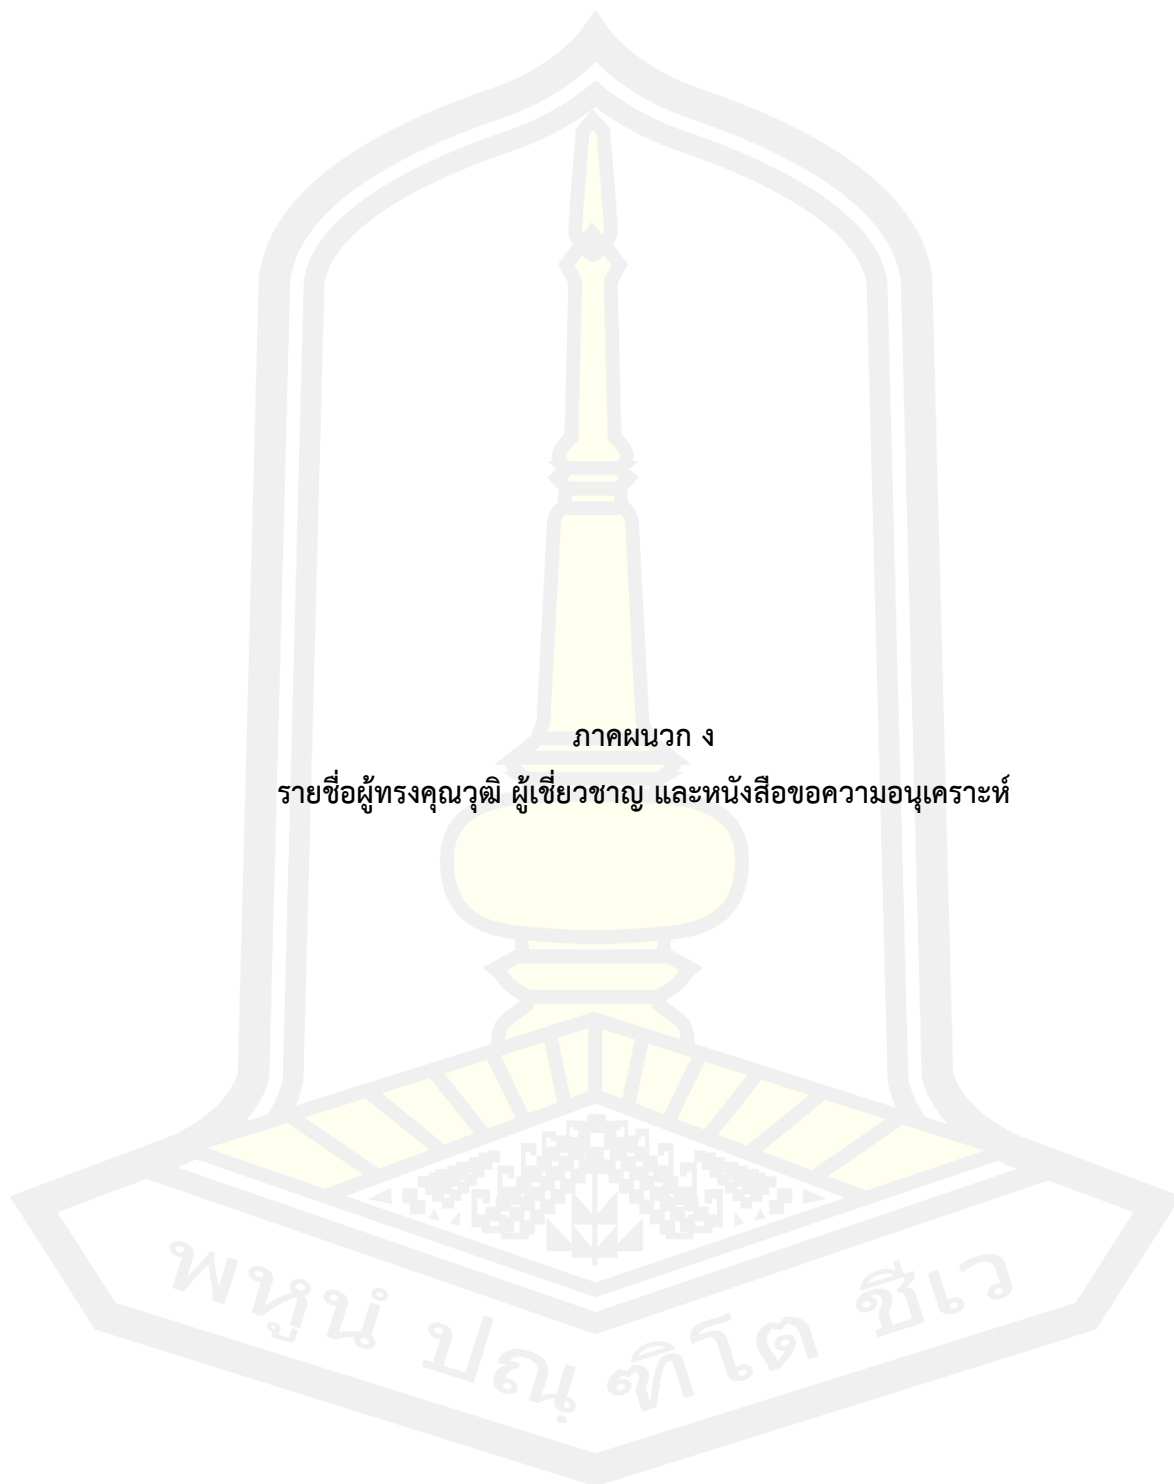 ภาคผนวก ง
รายชื่อผู้ทรงคุณวุฒิ ผู้เชี่ยวชาญ และหนังสือขอความอนุเคราะห์
พหูนํ ปณฺฑิโต ชีเว